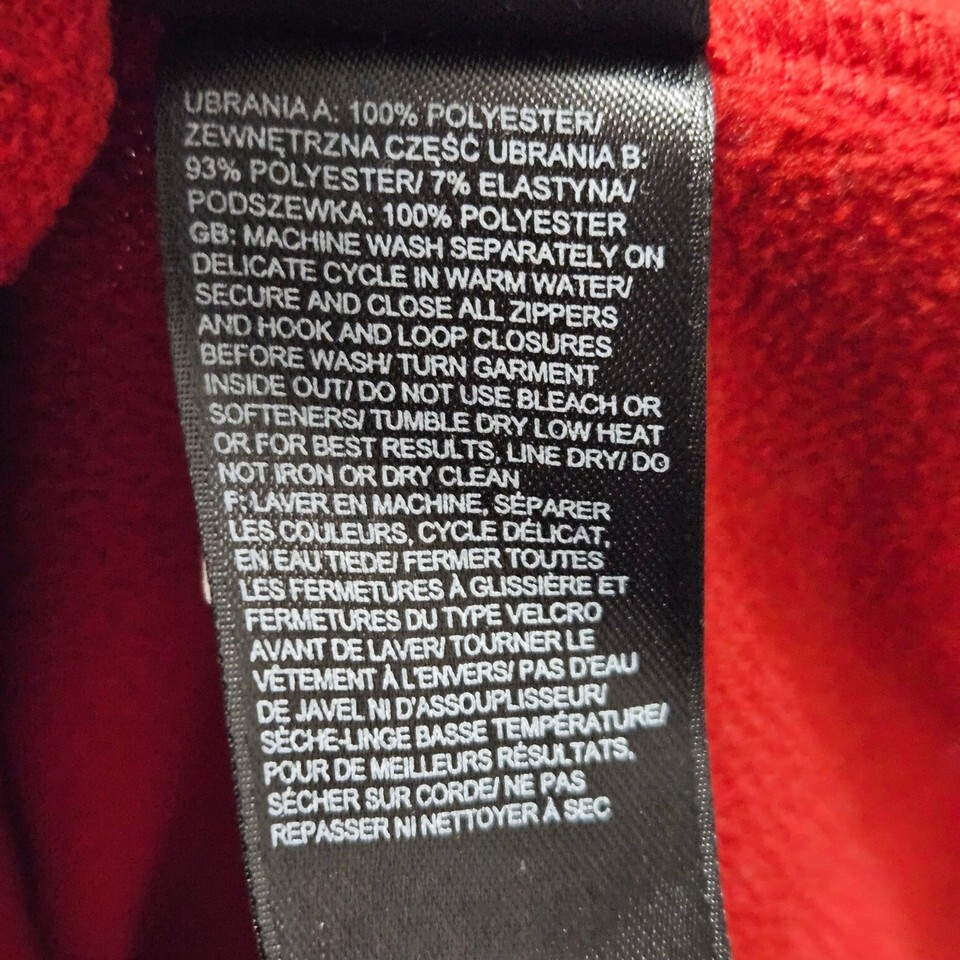 UBRANIA A: 100% POLYESTER/
ZEWNĘTRZNA CZĘŚĆ UBRANIA B:
93% POLYESTER/ 7% ELASTYNA/
PODSZEWKA: 100% POLYESTER
GB: MACHINE WASH SEPARATELY ON
DELICATE CYCLE IN WARM WATER/
SECURE AND CLOSE ALL ZIPPERS
AND HOOK AND LOOP CLOSURES
BEFORE WASH/ TURN GARMENT
INSIDE OUT/ DO NOT USE BLEACH OR
SOFTENERS/ TUMBLE DRY LOW HEAT
OR FOR BEST RESULTS, LINE DRY/ DO
NOT IRON OR DRY CLEAN
F: LAVER EN MACHINE, SÉPARER
LES COULEURS, CYCLE DÉLICAT,
EN EAU TIEDE/ FERMER TOUTES
LES FERMETURES À GLISSIÈRE ET
FERMETURES DU TYPE VELCRO
AVANT DE LAVER/ TOURNER LE
VÊTEMENT À L'ENVERS/ PAS D'EAU
DE JAVEL NI D'ASSOUPLISSEUR/
SÈCHE-LINGE BASSE TEMPÉRATURE/
POUR DE MEILLEURS RÉSULTATS,
SÉCHER SUR CORDE/ NE PAS
REPASSER NI NETTOYER À SEC